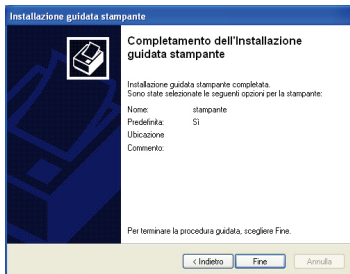 Installazione guidata stampante
Completamento dell'Installazione
guidata stampante
Installazione guidata stampante completata.
Sono state selezionate le seguenti opzioni per la stampante:
Nome: stampante
Predefinita: Sì
Ubicazione
Commento:
Per terminare la procedura guidata, scegliere Fine.
< Indietro Fine Annulla